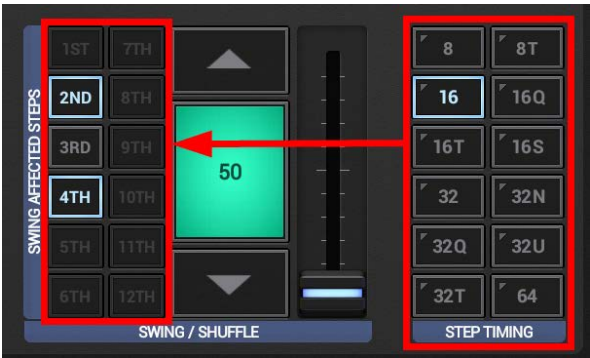 SWING AFFECTED STEPS
1ST 7TH
2ND 8TH
3RD 9TH
4TH 10TH
5TH 11TH
6TH 12TH
50
SWING / SHUFFLE
8 8T
16 16Q
16T 16S
32 32N
32Q 32U
32T 64
STEP TIMING